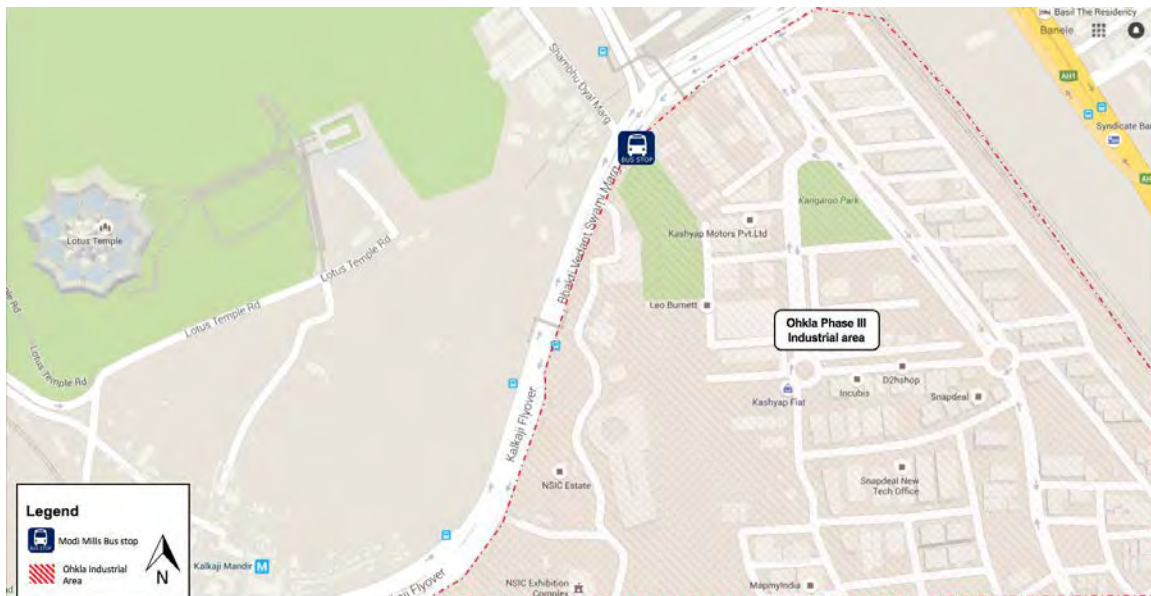 Basil The Residency
Banele
AH1
Shambhu Dyal Marg
Syndicate Ba
AH
BUS STOP
Bhakti Vedant Swami Marg
Kangaroo Park
Kashyap Motors Pvt.Ltd
Lotus Temple
Lotus Temple Rd
Lotus Temple Rd
Leo Burnett
Ohkla Phase III
Industrial area
Lotus Temple Rd
D2hshop
Incubis
Kashyap Fiat
Snapdeal
Kalkaji Flyover
NSIC Estate
Snapdeal New
Tech Office
Legend
BUS STOP
Modi Mills Bus stop
Ohkla Industrial
Area
N
Kalkaji Mandir
M
NSIC Exhibition
Complex
MapmyIndia
Flyover